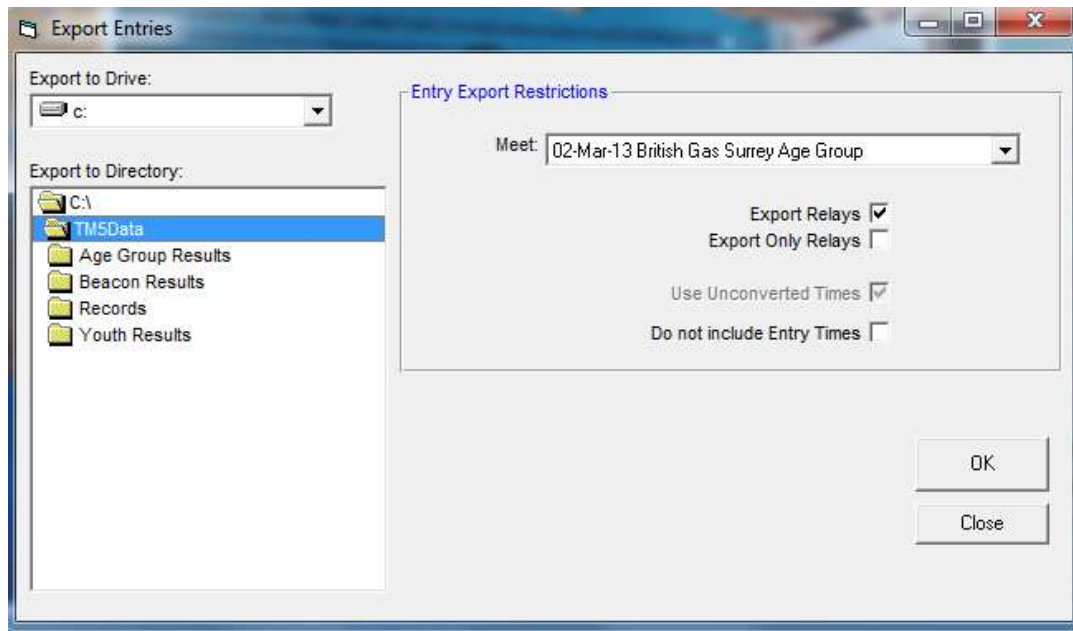 Export Entries
Export to Drive:
c:
Export to Directory:
C:\
TM5Data
Age Group Results
Beacon Results
Records
Youth Results
Entry Export Restrictions
Meet: 02-Mar-13 British Gas Surrey Age Group
Export Relays
Export Only Relays
Use Unconverted Times
Do not include Entry Times
OK
Close